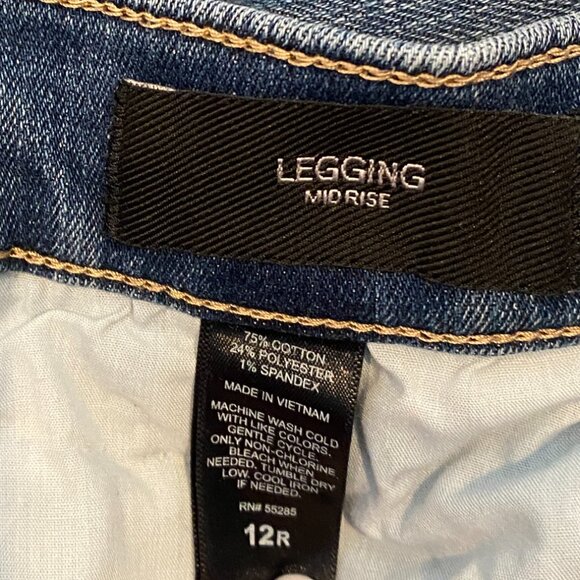 LEGGING
MID RISE
75% COTTON
24% POLYESTER
1% SPANDEX
MADE IN VIETNAM
MACHINE WASH COLD
WITH LIKE COLORS.
GENTLE CYCLE.
ONLY NON-CHLORINE
BLEACH WHEN
NEEDED. TUMBLE DRY
LOW. COOL IRON
IF NEEDED.
RN# 55285
12R